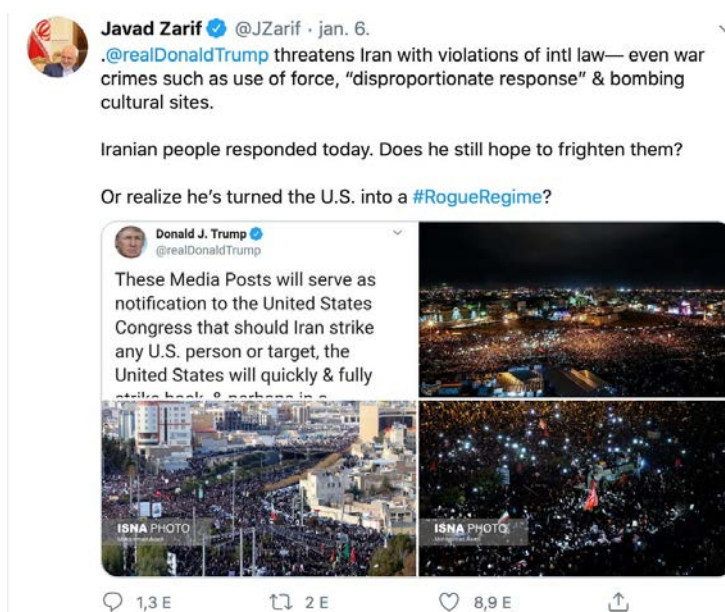 Javad Zarif @JZarif · jan. 6.
.@realDonaldTrump threatens Iran with violations of intl law— even war
crimes such as use of force, “disproportionate response” & bombing
cultural sites.
Iranian people responded today. Does he still hope to frighten them?
Or realize he’s turned the U.S. into a #RogueRegime?
Donald J. Trump
@realDonaldTrump
These Media Posts will serve as
notification to the United States
Congress that should Iran strike
any U.S. person or target, the
United States will quickly & fully
strike back, & perhaps in a
ISNA PHOTO
ISNA PHOTO
1,3 E 2 E 8,9 E